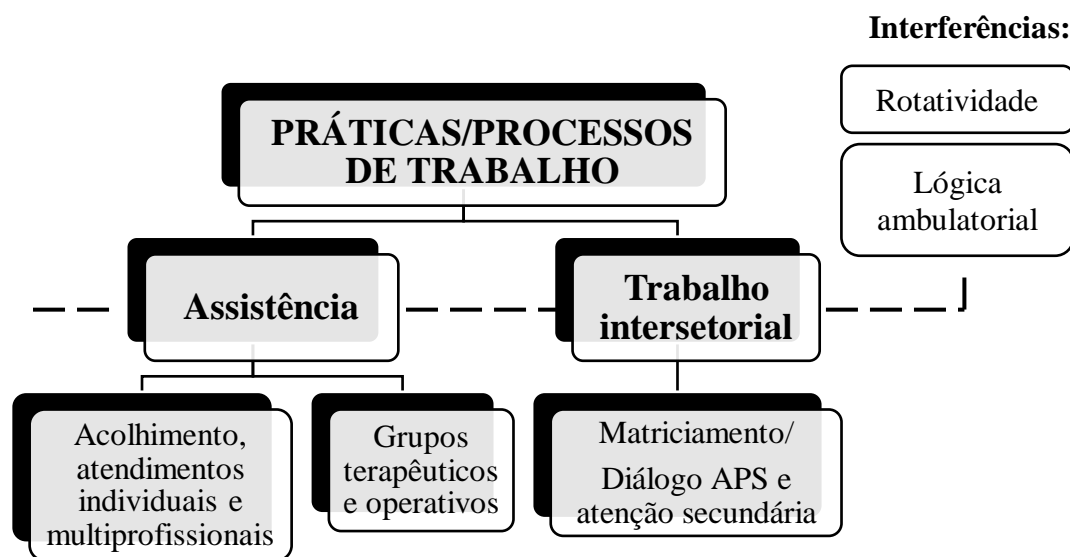 Interferências:
Rotatividade
Lógica
ambulatorial
PRÁTICAS/PROCESSOS
DE TRABALHO
Assistência
Trabalho
intersetorial
Acolhimento,
atendimentos
individuais e
multiprofissionais
Grupos
terapêuticos
e operativos
Matriciamento/
Diálogo APS e
atenção secundária